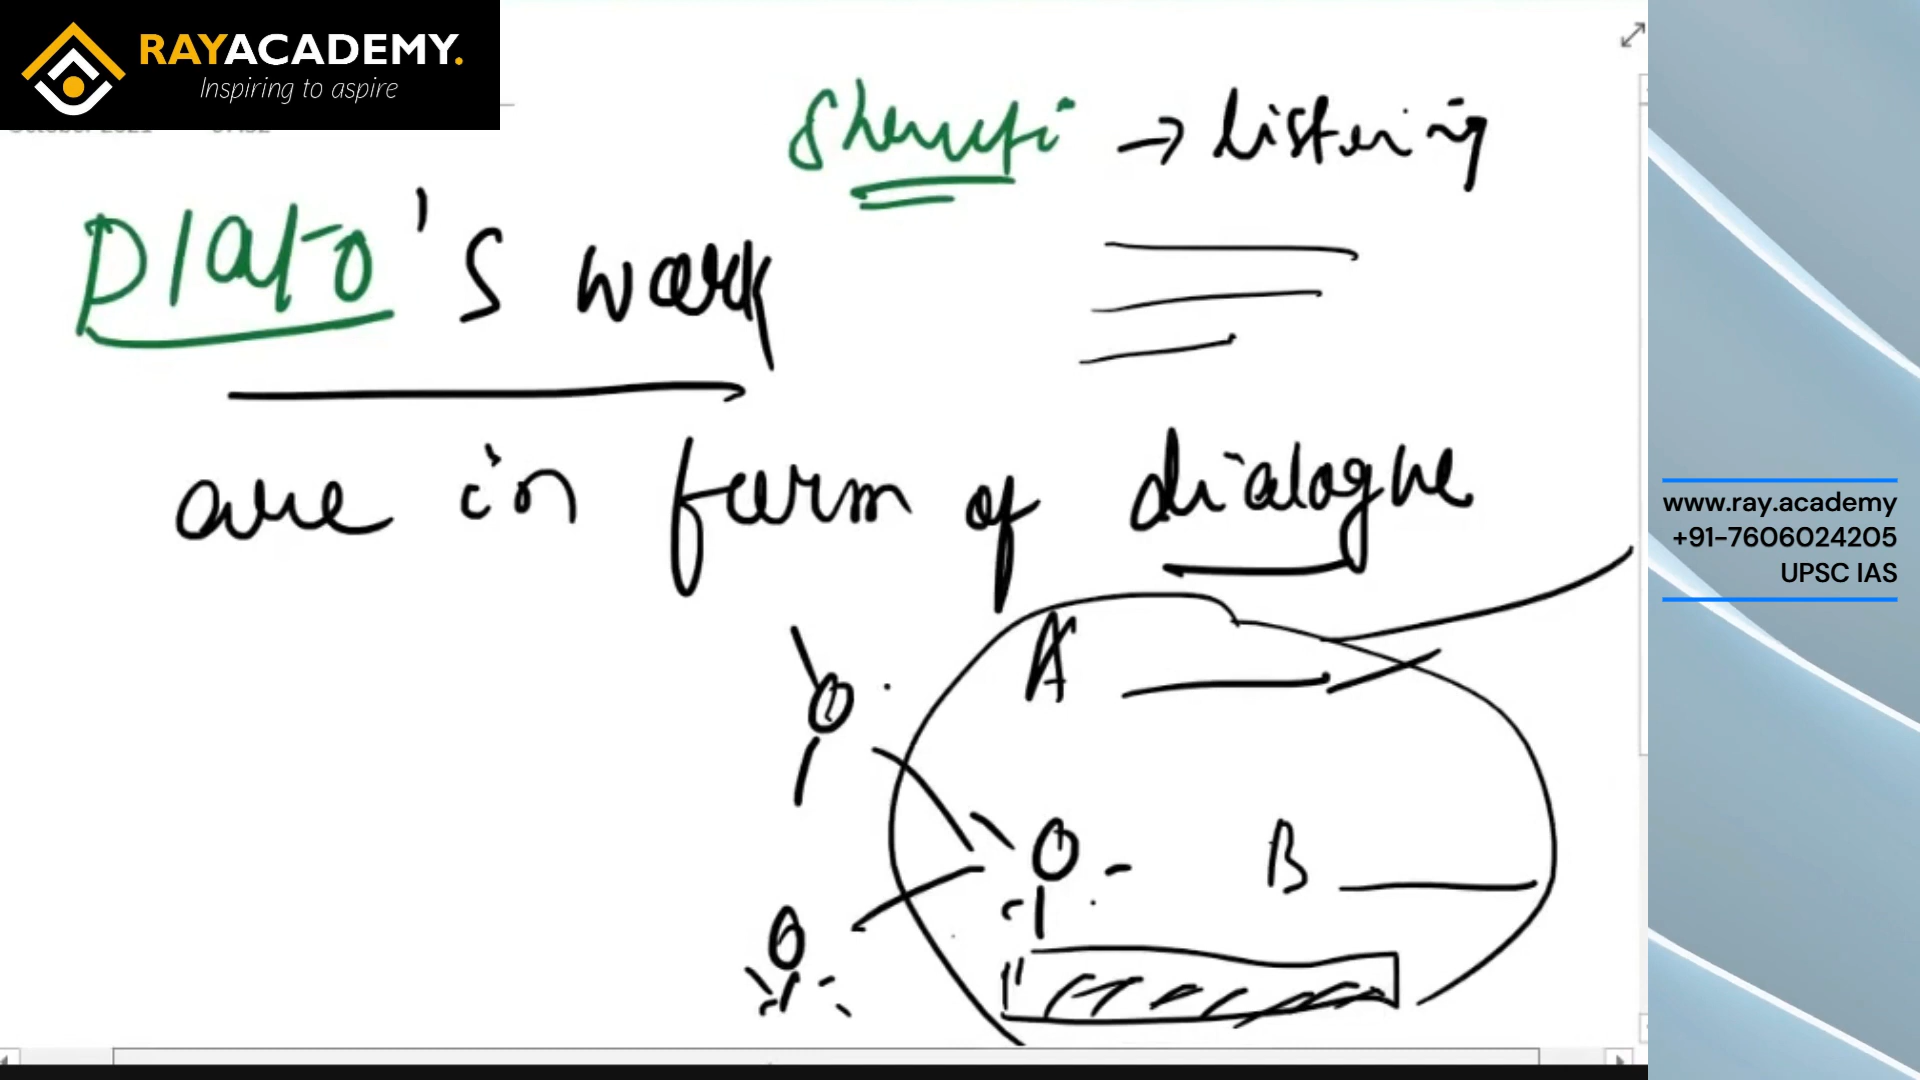 RAYACADEMY.
Inspiring to aspire
→ listening
Plato's work
are in form of dialogue
A
B
www.ray.academy
+91-7606024205
UPSC IAS